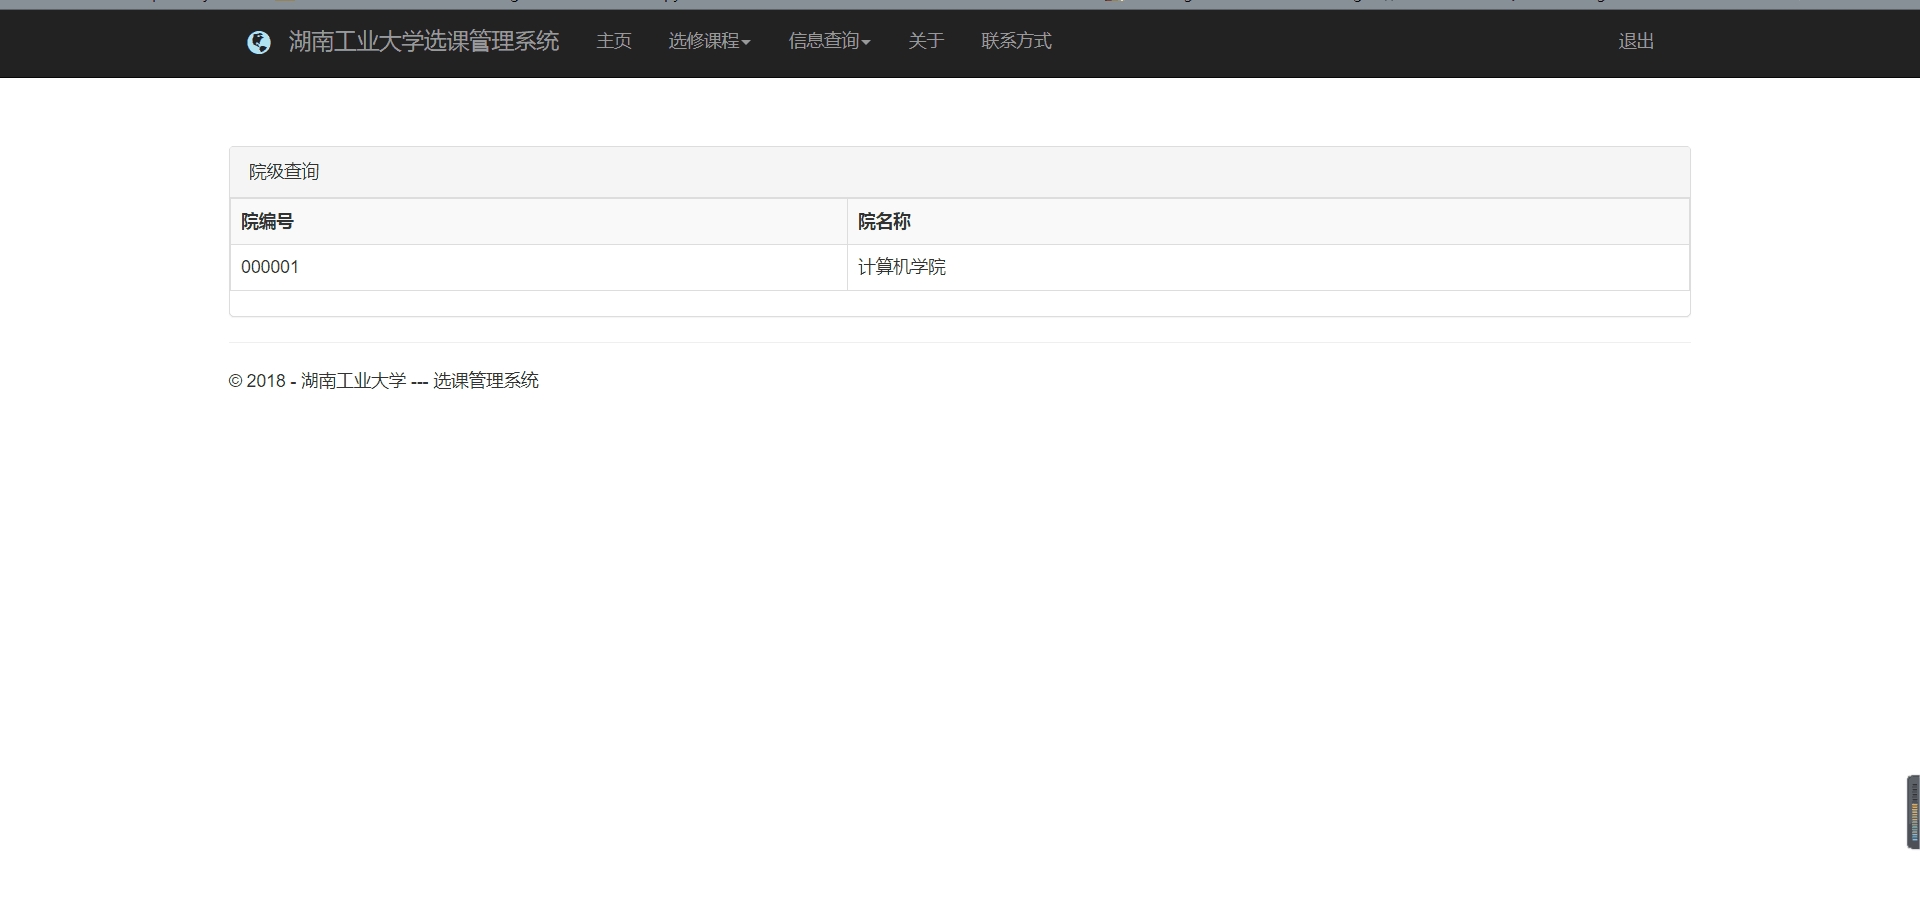 湖南工业大学选课管理系统 主页 选修课程 信息查询 关于 联系方式 退出
院级查询
院编号 院名称
000001 计算机学院
© 2018 - 湖南工业大学 --- 选课管理系统